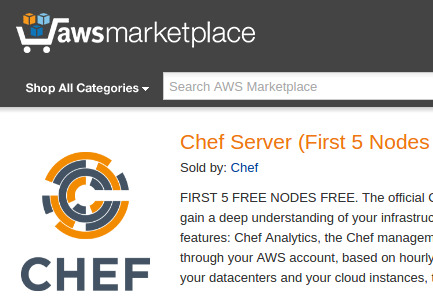 awsmarketplace
Shop All Categories
Search AWS Marketplace
Chef Server (First 5 Nodes
Sold by: Chef
FIRST 5 FREE NODES FREE. The official
gain a deep understanding of your
features: Chef Analytics, the Chef
through your AWS account, based on hourly
your datacenters and your cloud instances,
CHEF